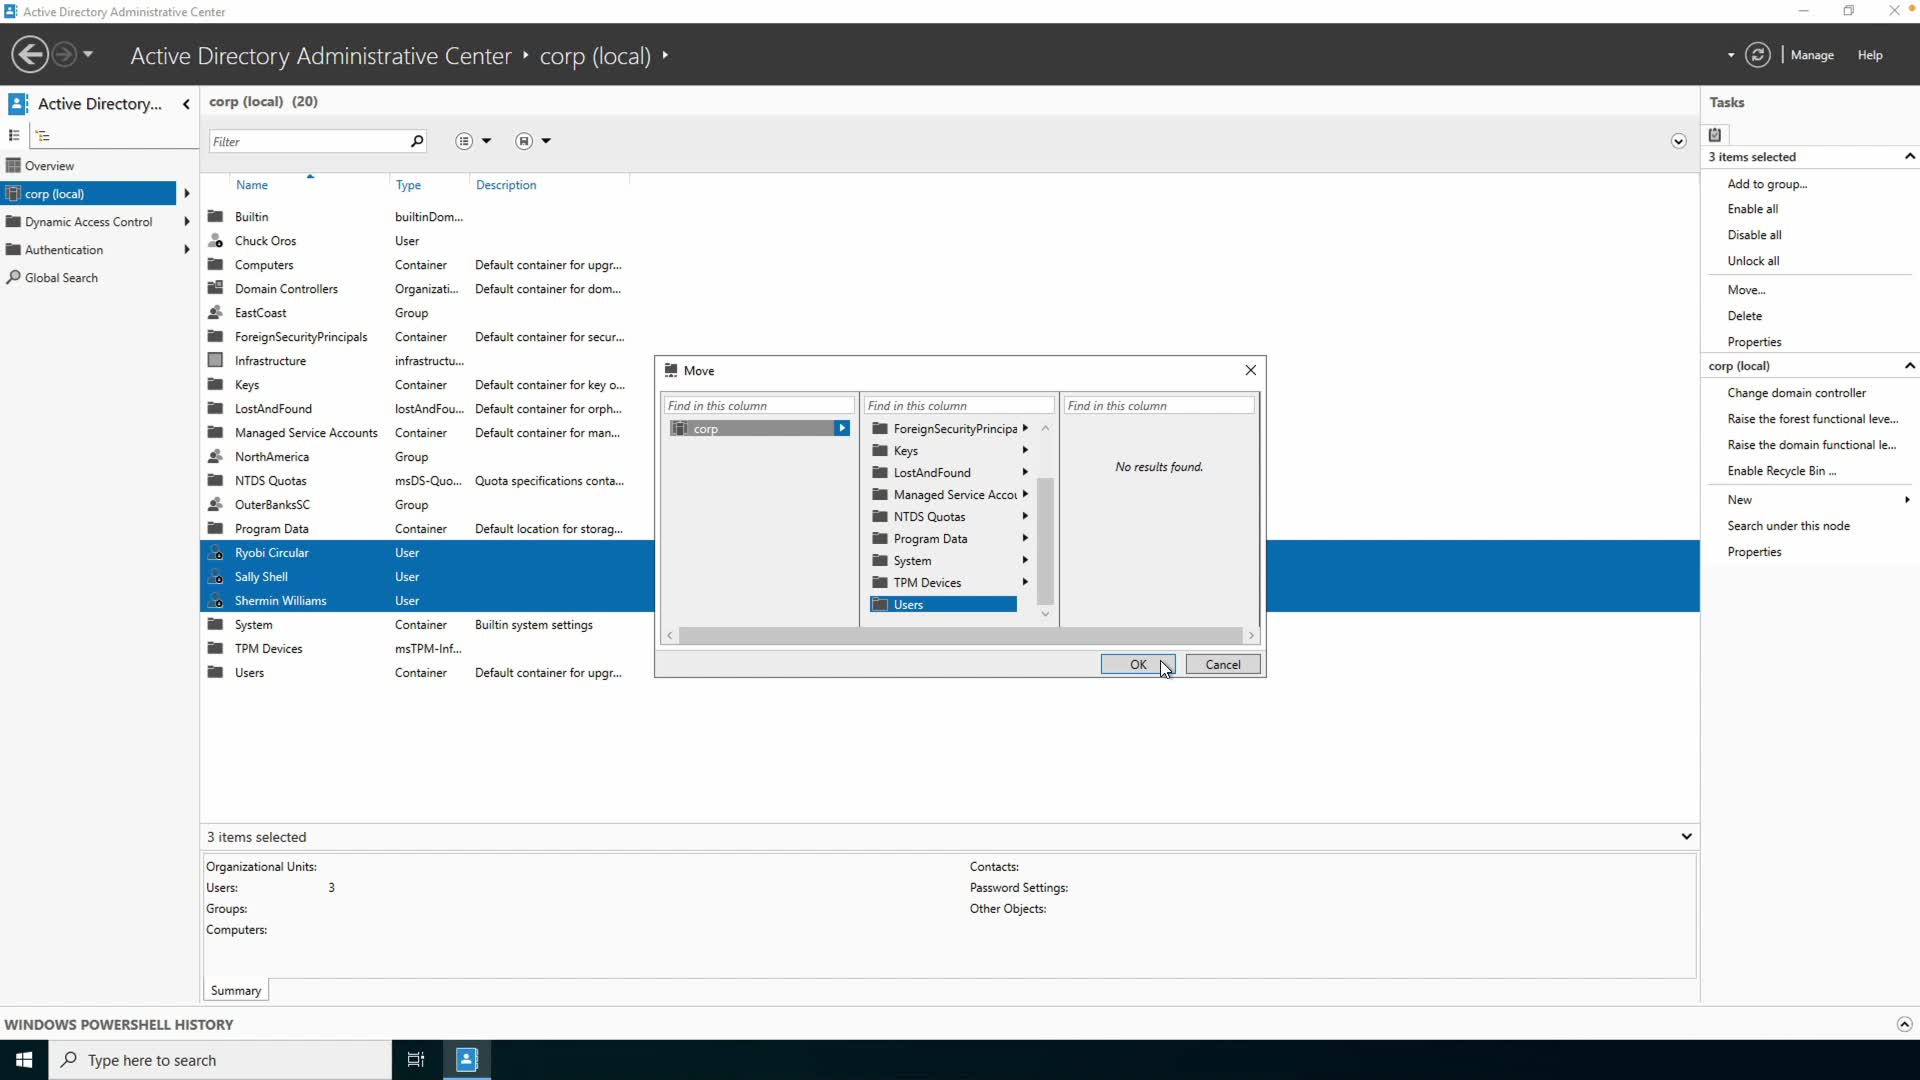 Active Directory Administrative Center
Active Directory Administrative Center • corp (local) •
Manage Help
Active Directory...
Overview
corp (local)
Dynamic Access Control
Authentication
Global Search
corp (local) (20)
Filter
Name Type Description
Builtin builtinDom...
Chuck Oros User
Computers Container Default container for upgr...
Domain Controllers Organizati... Default container for dom...
EastCoast Group
ForeignSecurityPrincipals Container Default container for secur...
Infrastructure infrastructu...
Keys Container Default container for key o...
LostAndFound lostAndFou... Default container for orph...
Managed Service Accounts Container Default container for man...
NorthAmerica Group
NTDS Quotas msDS-Quo... Quota specifications conta...
OuterBanksSC Group
Program Data Container Default location for storag...
Ryobi Circular User
Sally Shell User
Shermin Williams User
System Container Builtin system settings
TPM Devices msTPM-Inf...
Users Container Default container for upgr...
Move
Find in this column Find in this column Find in this column
corp
ForeignSecurityPrincipa
Keys
LostAndFound
Managed Service Accou
NTDS Quotas
Program Data
System
TPM Devices
Users
No results found.
OK Cancel
3 items selected
Organizational Units:
Users: 3
Groups:
Computers:
Contacts:
Password Settings:
Other Objects:
Summary
Tasks
3 items selected
Add to group...
Enable all
Disable all
Unlock all
Move...
Delete
Properties
corp (local)
Change domain controller
Raise the forest functional leve...
Raise the domain functional le...
Enable Recycle Bin ...
New
Search under this node
Properties
WINDOWS POWERSHELL HISTORY
Type here to search